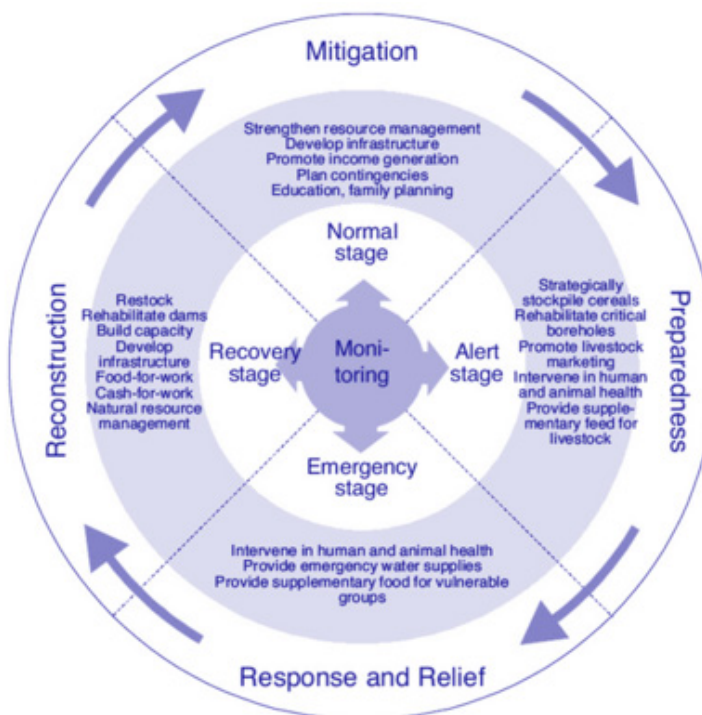 Mitigation
Strengthen resource management
Develop infrastructure
Promote income generation
Plan contingencies
Education, family planning
Normal
stage
Reconstruction
Restock
Rehabilitate dams
Build capacity
Develop
infrastructure
Food-for-work
Cash-for-work
Natural resource
management
Recovery
stage
Moni-
toring
Alert
stage
Strategically
stockpile cereals
Rehabilitate critical
boreholes
Promote livestock
marketing
Intervene in human
and animal health
Provide supple-
mentary feed for
livestock
Preparedness
Emergency
stage
Intervene in human and animal health
Provide emergency water supplies
Provide supplementary food for vulnerable
groups
Response and Relief